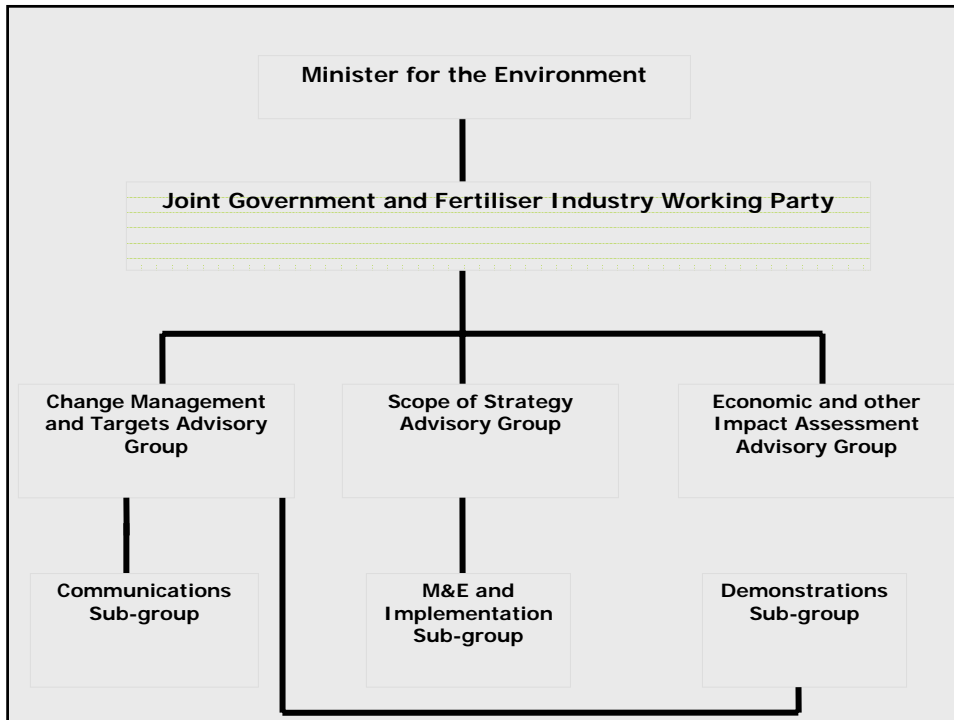 Minister for the Environment
Joint Government and Fertiliser Industry Working Party
Change Management
and Targets Advisory
Group
Scope of Strategy
Advisory Group
Economic and other
Impact Assessment
Advisory Group
Communications
Sub-group
M&E and
Implementation
Sub-group
Demonstrations
Sub-group